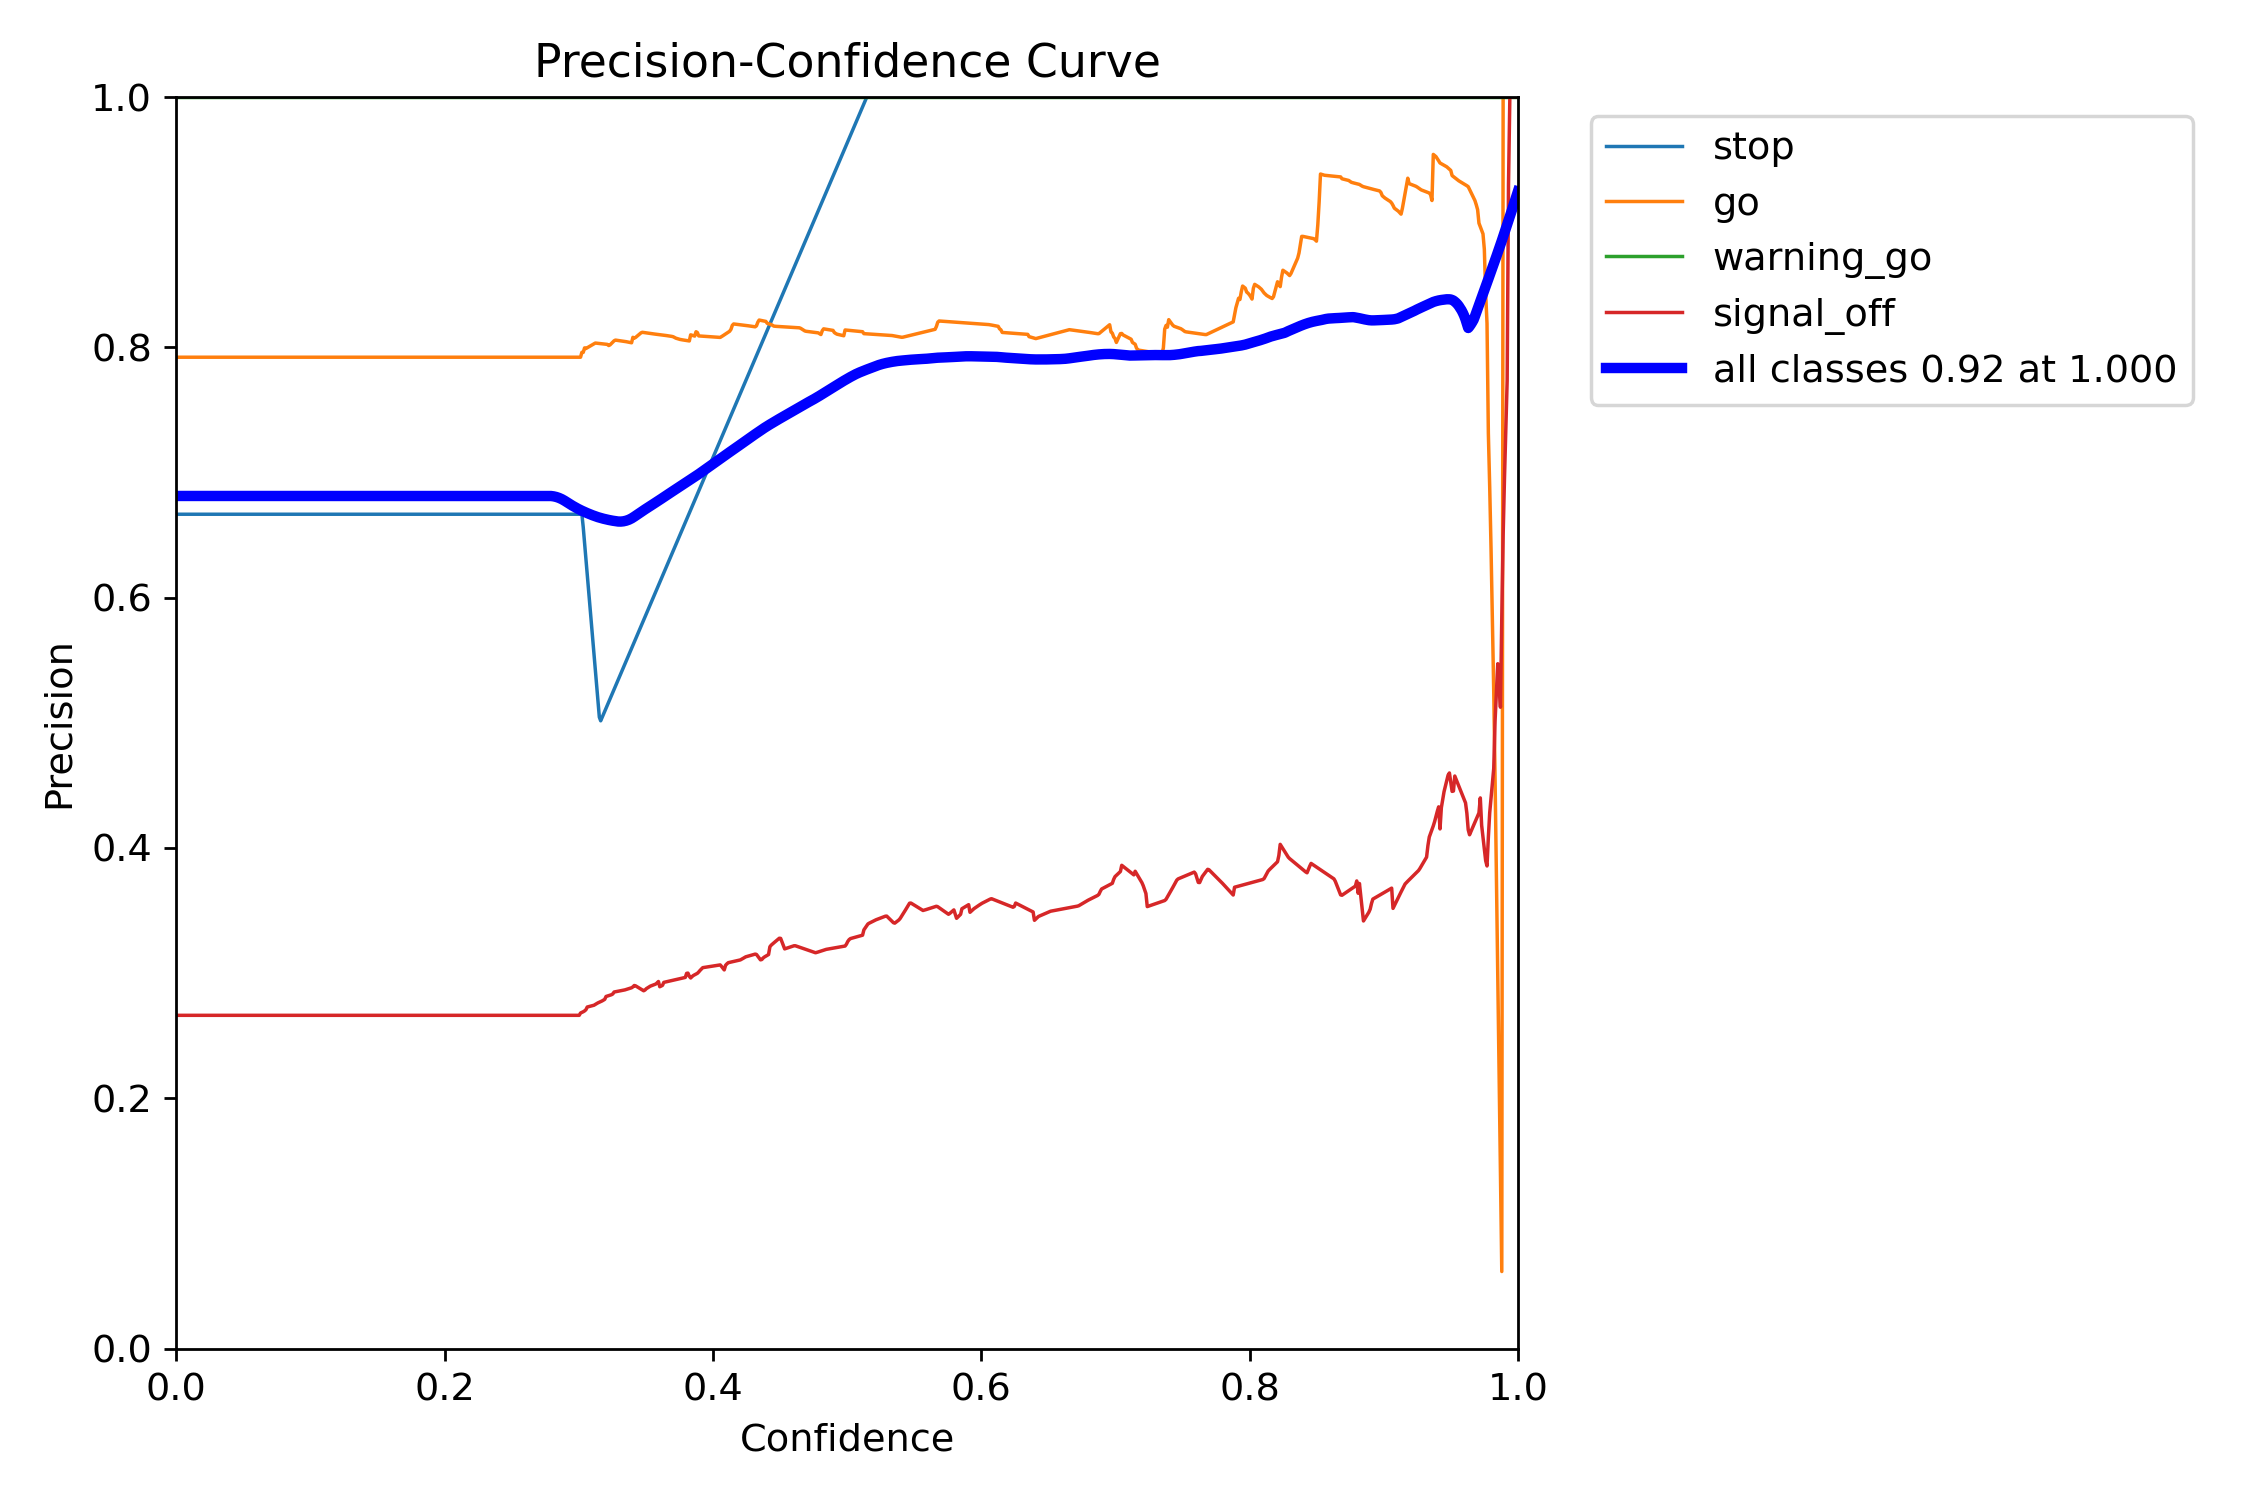 Precision-Confidence Curve
1.0
0.8
0.6
0.4
0.2
0.0
Precision
0.0 0.2 0.4 0.6 0.8 1.0
Confidence
stop
go
warning_go
signal_off
all classes 0.92 at 1.000